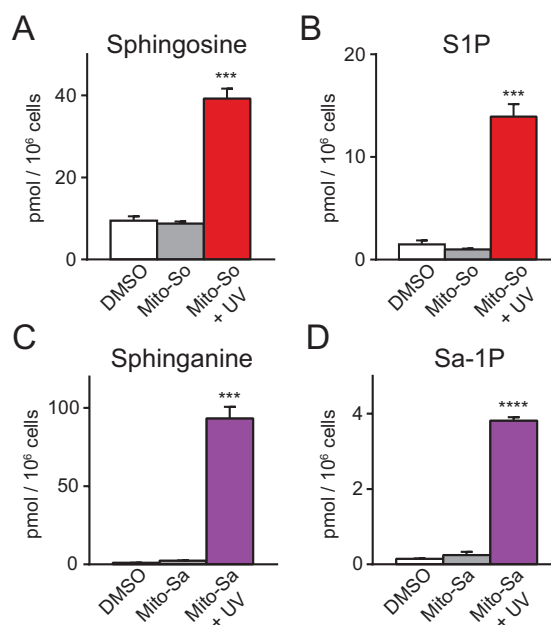 A
Sphingosine
pmol / 10⁶ cells
40
20
0
***
DMSO
Mito-So
Mito-So
+ UV
B
S1P
pmol / 10⁶ cells
20
10
0
***
DMSO
Mito-So
Mito-So
+ UV
C
Sphinganine
pmol / 10⁶ cells
100
50
0
***
DMSO
Mito-Sa
Mito-Sa
+ UV
D
Sa-1P
pmol / 10⁶ cells
4
2
0
****
DMSO
Mito-Sa
Mito-Sa
+ UV